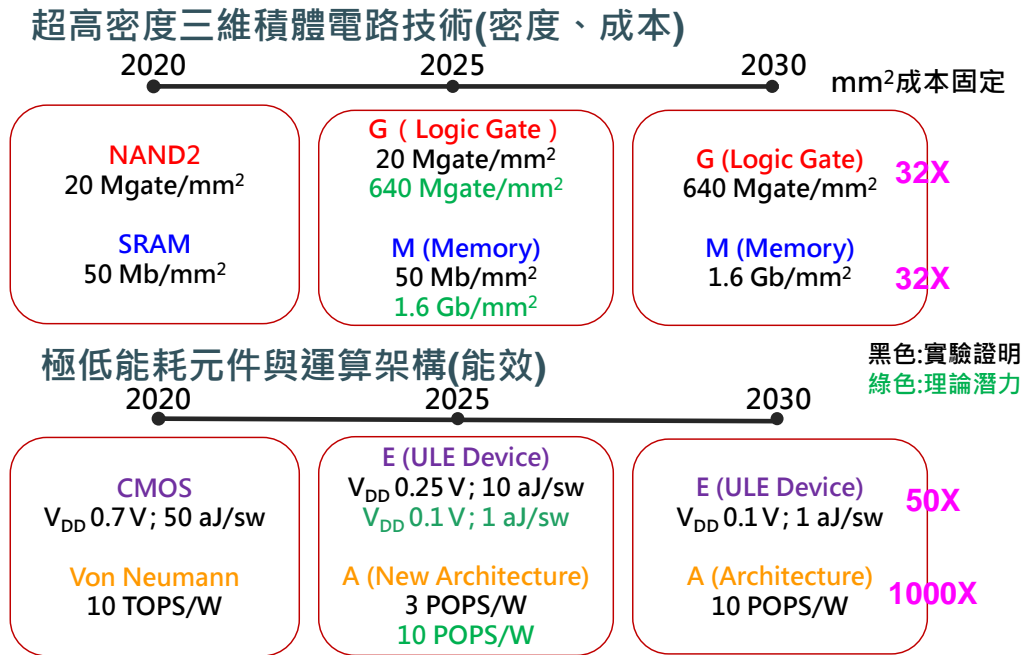 超高密度三維積體電路技術(密度、成本)
2020
2025
2030
mm²成本固定
NAND2
20 Mgate/mm²
SRAM
50 Mb/mm²
G ( Logic Gate )
20 Mgate/mm²
640 Mgate/mm²
M (Memory)
50 Mb/mm²
1.6 Gb/mm²
G (Logic Gate)
640 Mgate/mm²
32X
M (Memory)
1.6 Gb/mm²
32X
黑色:實驗證明
綠色:理論潛力
極低能耗元件與運算架構(能效)
2020
2025
2030
CMOS
V_DD 0.7 V; 50 aJ/sw
Von Neumann
10 TOPS/W
E (ULE Device)
V_DD 0.25 V; 10 aJ/sw
V_DD 0.1 V; 1 aJ/sw
A (New Architecture)
3 POPS/W
10 POPS/W
E (ULE Device)
V_DD 0.1 V; 1 aJ/sw
50X
A (Architecture)
10 POPS/W
1000X